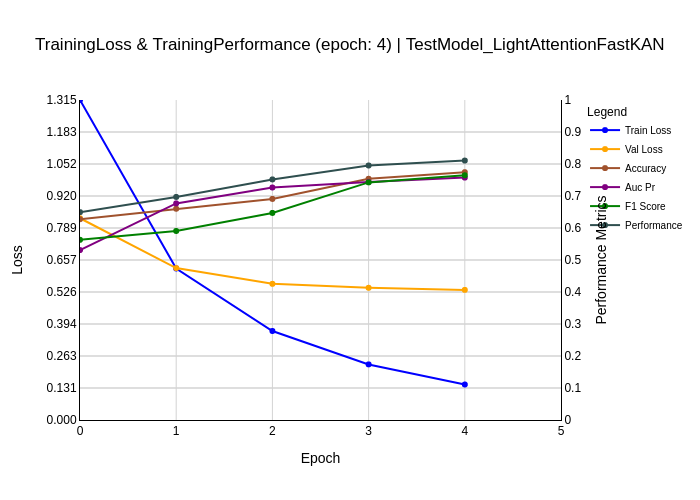 TrainingLoss & TrainingPerformance (epoch: 4) | TestModel_LightAttentionFastKAN
1.315
1.183
1.052
0.920
0.789
0.657
0.526
0.394
0.263
0.131
0.000
Loss
0
1
2
3
4
5
Epoch
1
0.9
0.8
0.7
0.6
0.5
0.4
0.3
0.2
0.1
0
Performance Metrics
Legend
Train Loss
Val Loss
Accuracy
Auc Pr
F1 Score
Performance